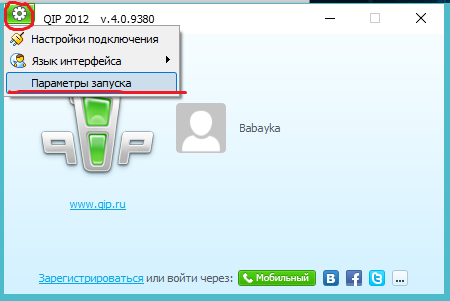 QIP 2012 v.4.0.9380
Настройки подключения
Язык интерфейса
Параметры запуска
Babayka
www.qip.ru
Зарегистрироваться или войти через: Мобильный B f t ...